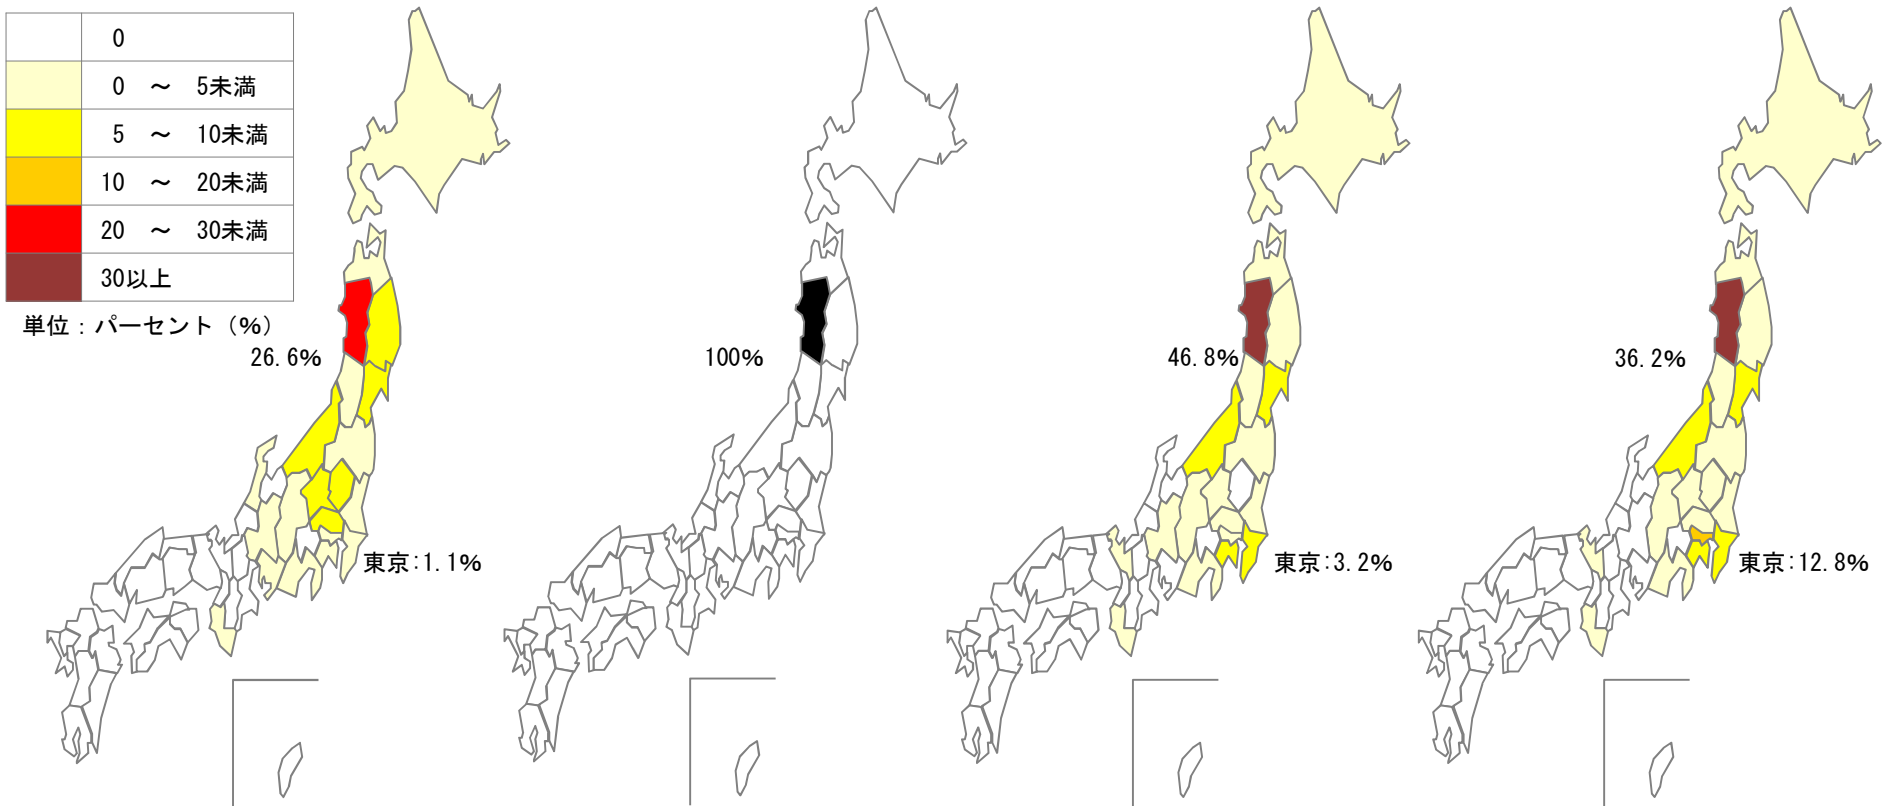 0
0 ～ 5未満
5 ～ 10未満
10 ～ 20未満
20 ～ 30未満
30以上
単位：パーセント（％）
26.6%
100%
46.8%
36.2%
東京:1.1%
東京:3.2%
東京:12.8%